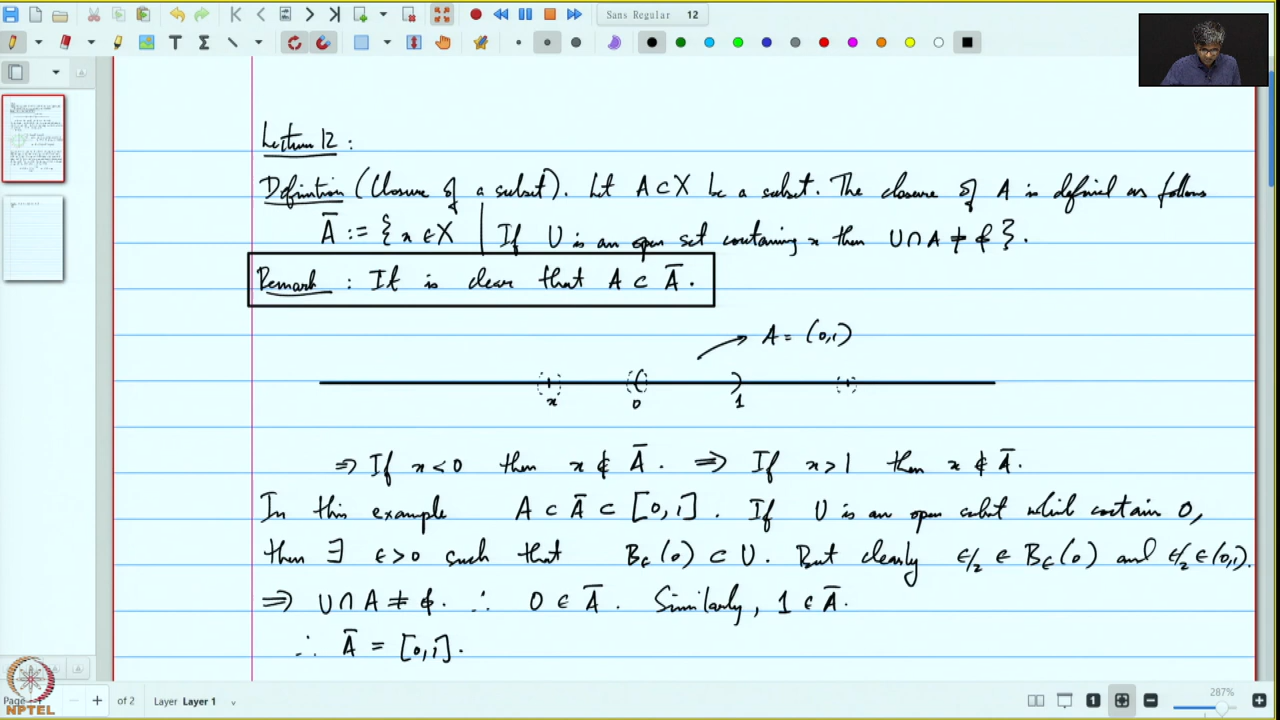 Sans Regular 12
Lecture 12 :
Definition (Closure of a subset). Let A ⊂ X be a subset. The closure of A is defined as follows
Ā := { x ∈ X | If U is an open set containing x then U ∩ A ≠ ϕ }.
Remark : It is clear that A ⊂ Ā.
A = (0,1)
x 0 1
⇒ If x < 0 then x ∉ Ā. ⇒ If x > 1 then x ∉ Ā.
In this example A ⊂ Ā ⊂ [0,1]. If U is an open subset which contain 0,
then ∃ ϵ>0 such that B_ϵ(0) ⊂ U. But clearly ϵ/2 ∈ B_ϵ(0) and ϵ/2 ∈ (0,1).
⇒ U ∩ A ≠ ϕ. ∴ 0 ∈ Ā. Similarly, 1 ∈ Ā.
∴ Ā = [0,1].
NPTEL
Page of 2 Layer Layer 1 287%